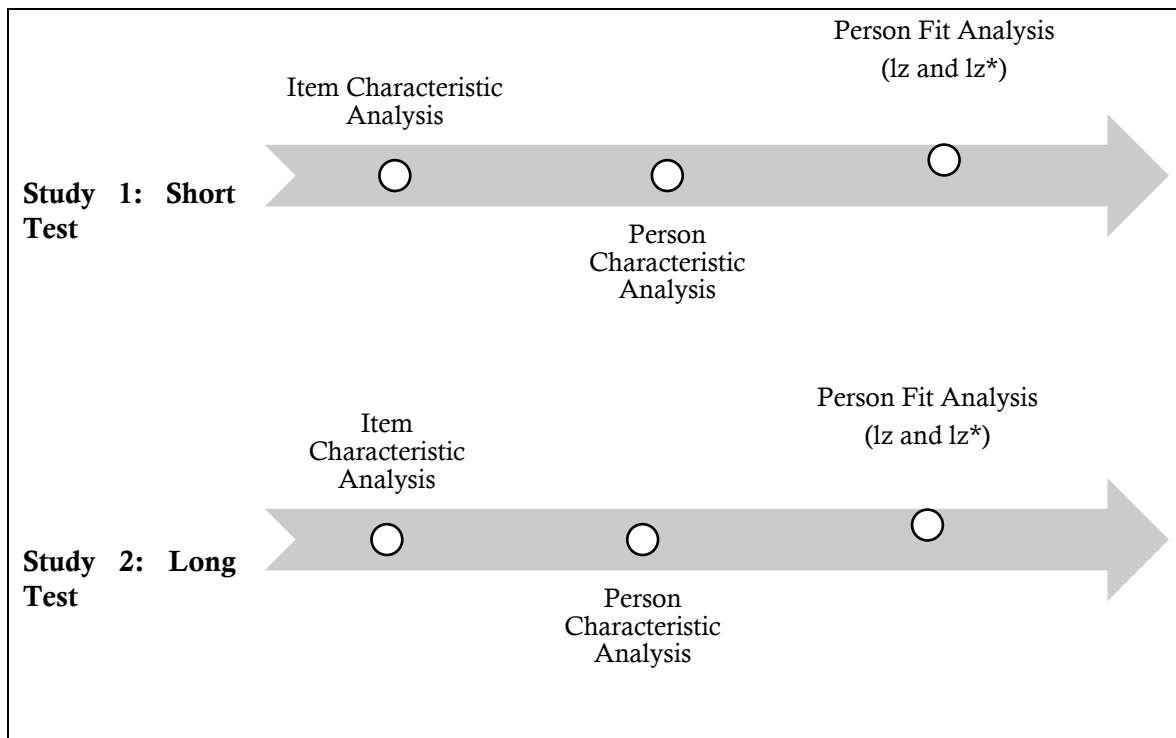 Person Fit Analysis
(lz and lz*)
Item Characteristic
Analysis
Study 1: Short
Test
Person
Characteristic
Analysis
Person Fit Analysis
(lz and lz*)
Item
Characteristic
Analysis
Study 2: Long
Test
Person
Characteristic
Analysis